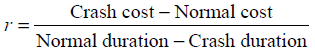 r = Crash cost – Normal cost
Normal duration – Crash duration